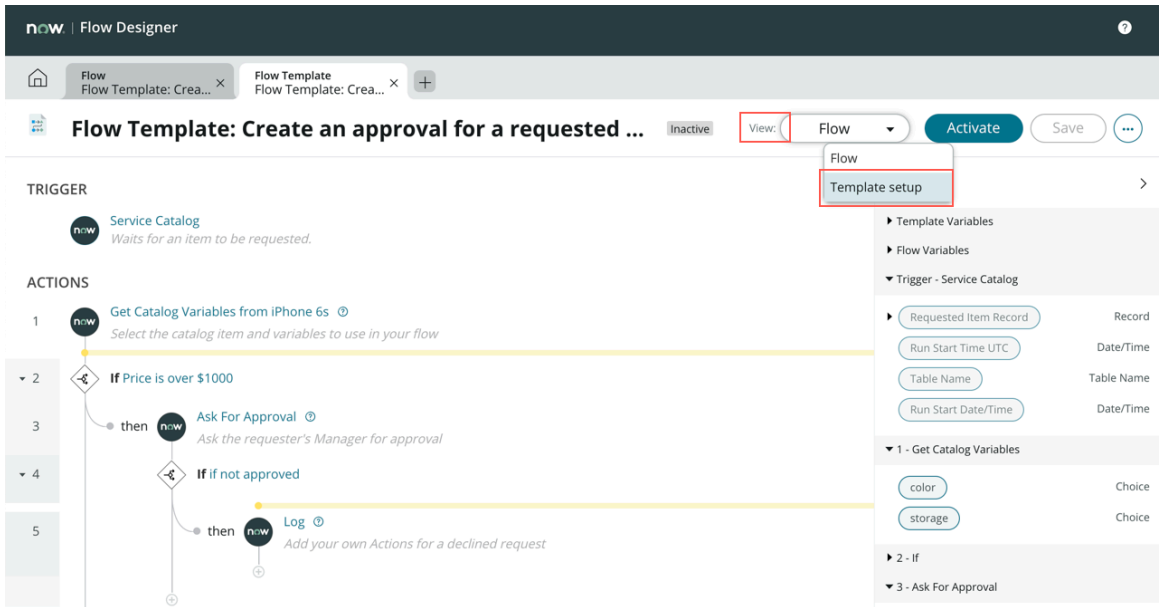 now. | Flow Designer
?
Flow
Flow Template: Crea... ×
Flow Template
Flow Template: Crea... ×
+
Flow Template: Create an approval for a requested ...
Inactive
View:
Flow
Activate
Save
...
Flow
Template setup
TRIGGER
now
Service Catalog
Waits for an item to be requested.
ACTIONS
1
now
Get Catalog Variables from iPhone 6s ?
Select the catalog item and variables to use in your flow
2
If Price is over $1000
3
then
now
Ask For Approval ?
Ask the requester's Manager for approval
4
If if not approved
5
then
now
Log ?
Add your own Actions for a declined request
Template Variables
Flow Variables
Trigger - Service Catalog
Requested Item Record Record
Run Start Time UTC Date/Time
Table Name Table Name
Run Start Date/Time Date/Time
1 - Get Catalog Variables
color Choice
storage Choice
2 - If
3 - Ask For Approval